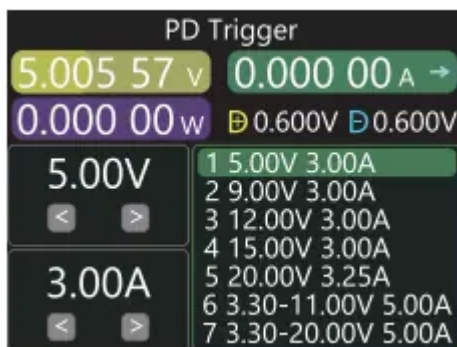 PD Trigger
5.005 57 V 0.000 00 A →
0.000 00 W D+ 0.600V D- 0.600V
5.00V
< >
3.00A
< >
1 5.00V 3.00A
2 9.00V 3.00A
3 12.00V 3.00A
4 15.00V 3.00A
5 20.00V 3.25A
6 3.30-11.00V 5.00A
7 3.30-20.00V 5.00A